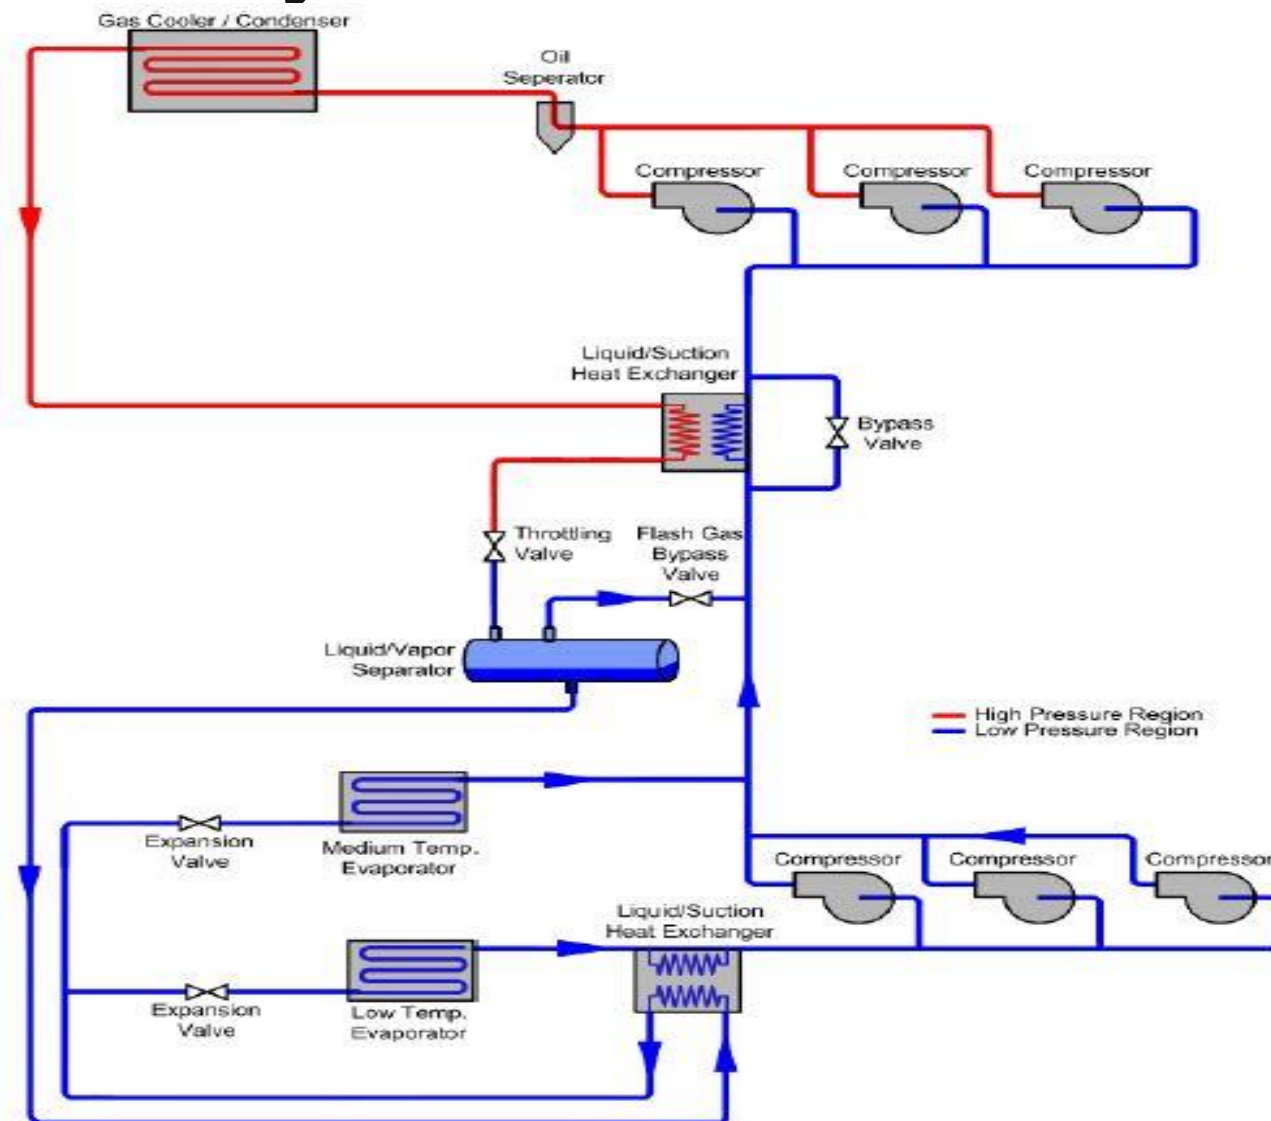 Gas Cooler / Condenser
Oil
Seperator
Compressor
Compressor
Compressor
Liquid/Suction
Heat Exchanger
Bypass
Valve
Throttling
Valve
Flash Gas
Bypass
Valve
Liquid/Vapor
Separator
High Pressure Region
Low Pressure Region
Expansion
Valve
Medium Temp.
Evaporator
Compressor
Compressor
Compressor
Liquid/Suction
Heat Exchanger
Expansion
Valve
Low Temp.
Evaporator